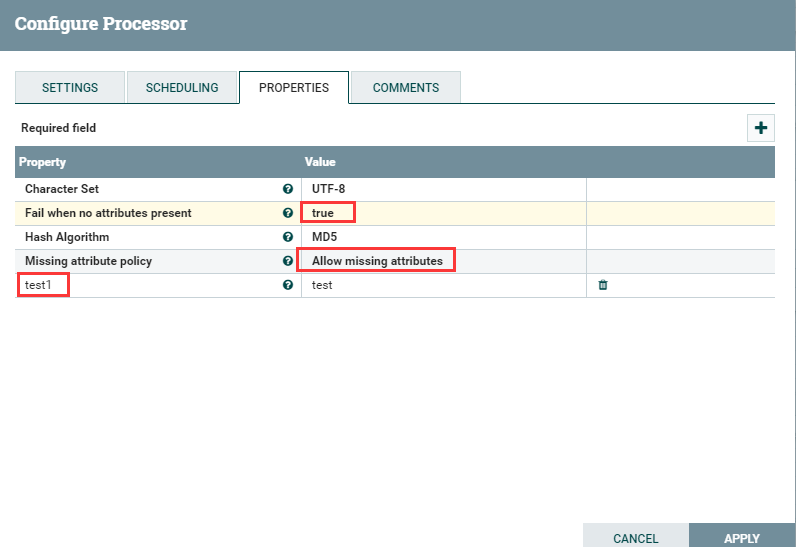 Configure Processor
SETTINGS SCHEDULING PROPERTIES COMMENTS
Required field
Property Value
Character Set UTF-8
Fail when no attributes present true
Hash Algorithm MD5
Missing attribute policy Allow missing attributes
test1 test
CANCEL APPLY